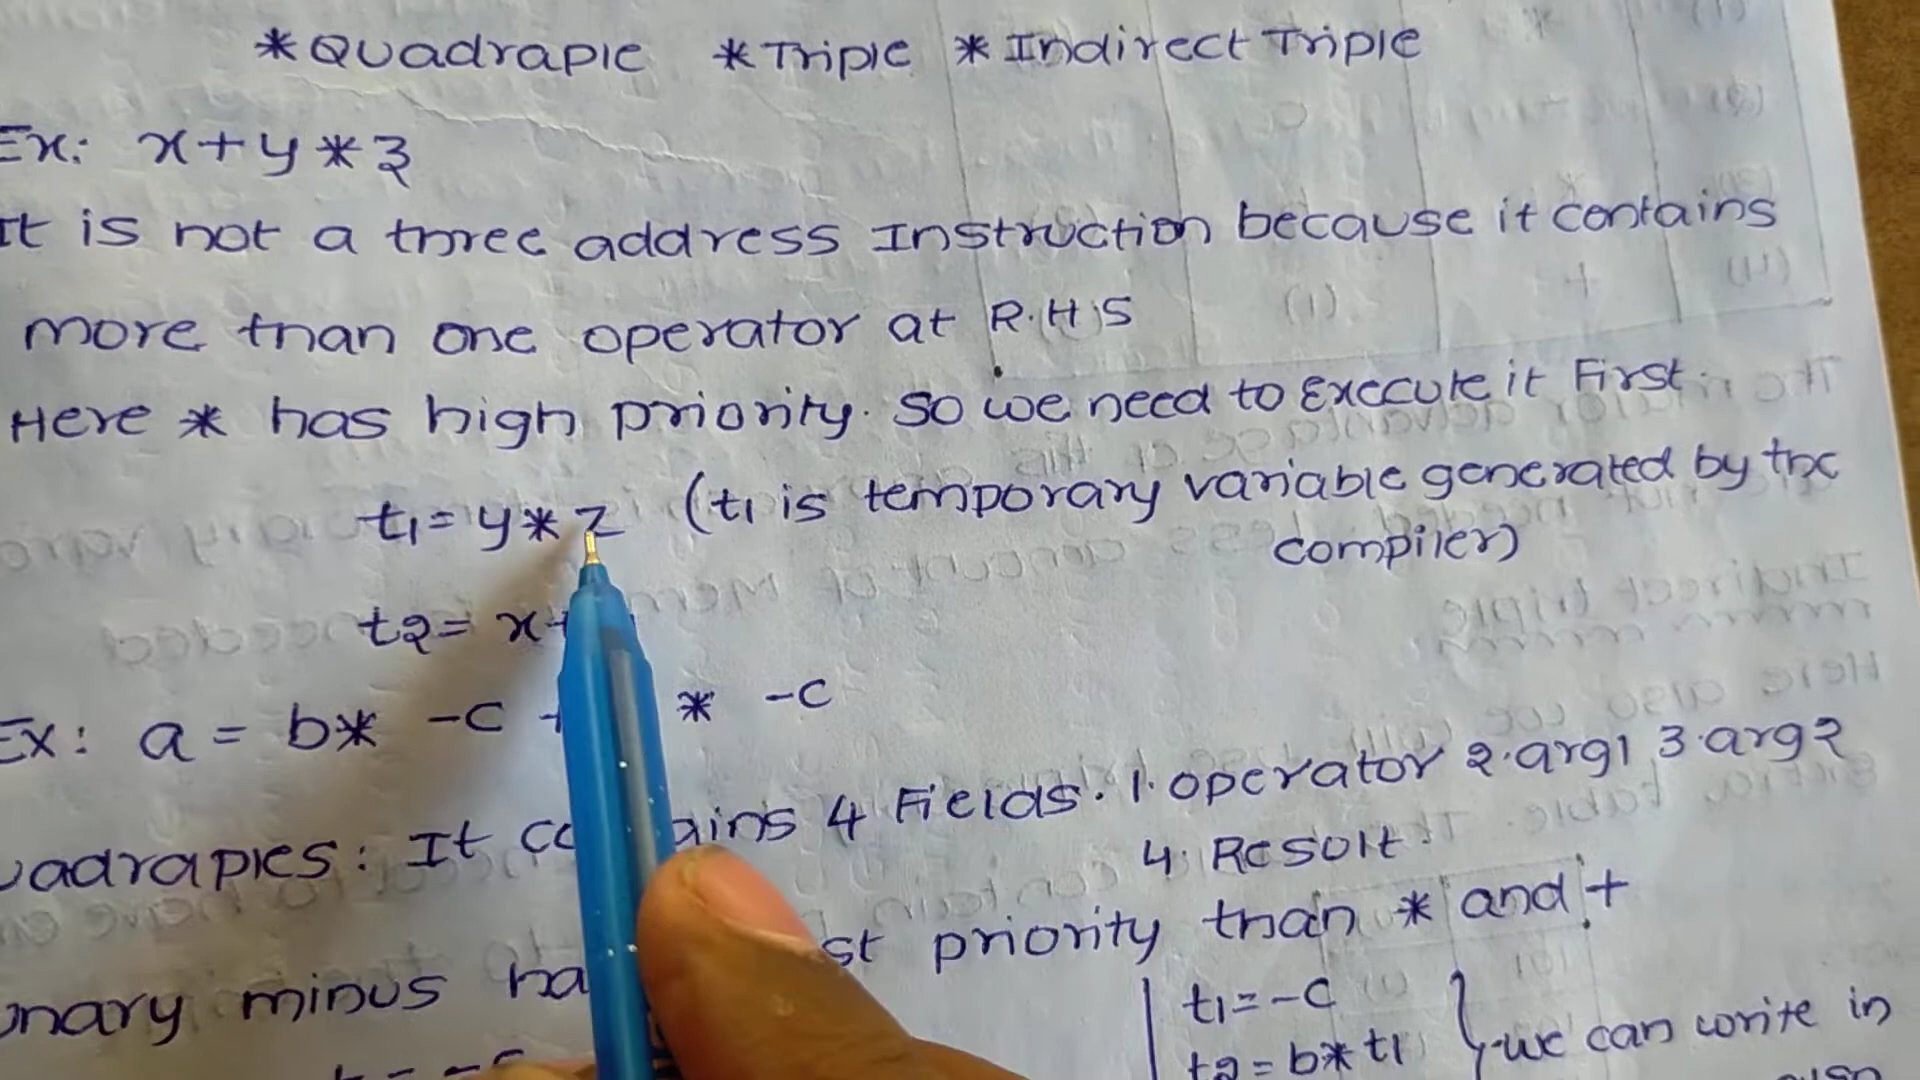 *Quadraple *Triple *Indirect Triple
Ex: x+y*z
It is not a three address Instruction because it contains
more than one operator at R.H.S
Here * has high priority. So we need to Execute it First.
t1=y*z (t1 is temporary variable generated by the
compiler)
t2= x+
Ex: a = b* -c * -c
uadraples: It ains 4 Fields. 1. operator 2.arg1 3.arg2
4. Result.
nary minus ha st priority than * and +
t1=-c
t2=b*t1 we can write in